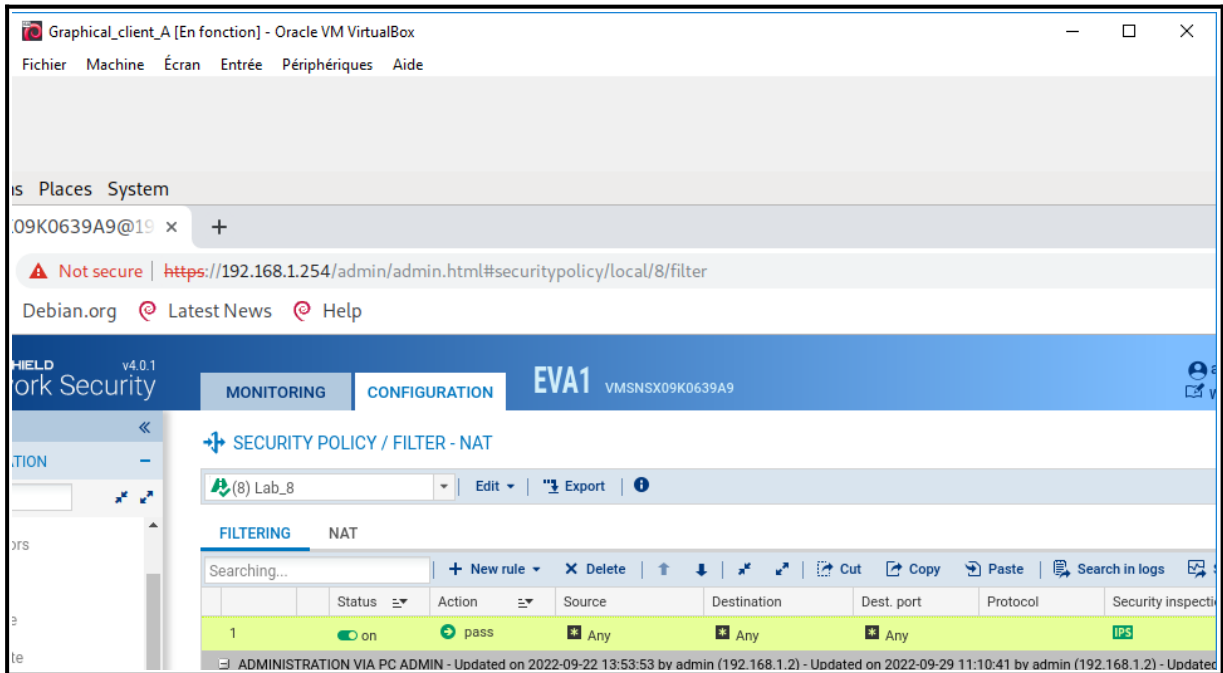 Graphical_client_A [En fonction] - Oracle VM VirtualBox
Fichier Machine Écran Entrée Périphériques Aide
Places System
09K0639A9@19 × +
Not secure | https://192.168.1.254/admin/admin.html#securitypolicy/local/8/filter
Debian.org Latest News Help
HIELD v4.0.1
ork Security
MONITORING CONFIGURATION EVA1 VMSNSX09K0639A9
SECURITY POLICY / FILTER - NAT
TION
(8) Lab_8 Edit Export
FILTERING NAT
ors
Searching... + New rule × Delete Cut Copy Paste Search in logs
Status Action Source Destination Dest. port Protocol Security inspecti
1 on pass Any Any Any IPS
te
ADMINISTRATION VIA PC ADMIN - Updated on 2022-09-22 13:53:53 by admin (192.168.1.2) - Updated on 2022-09-29 11:10:41 by admin (192.168.1.2) - Updated